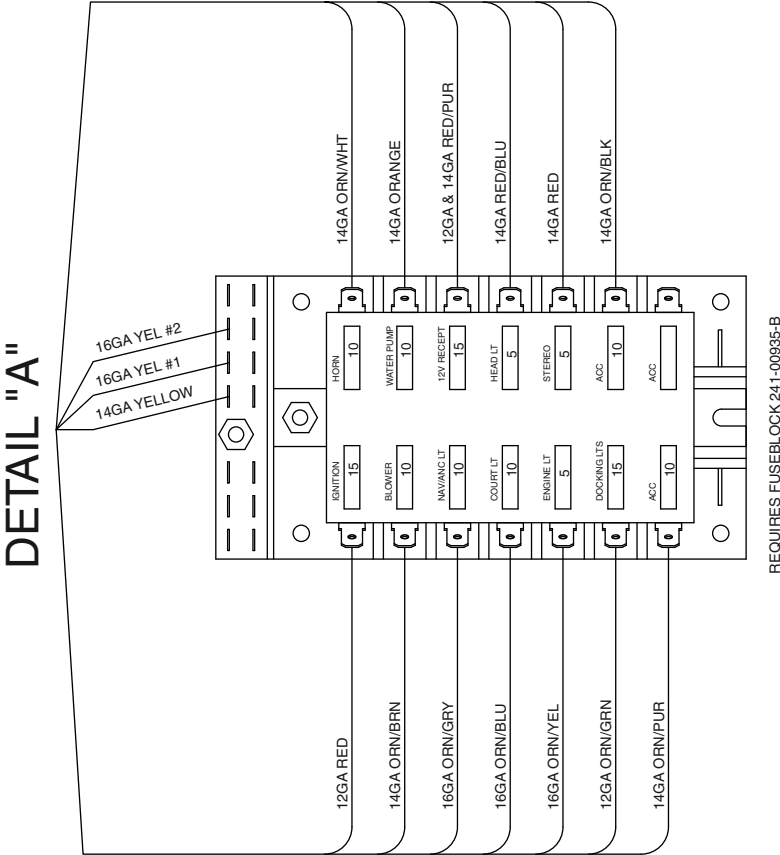 DETAIL "A"
16GA YEL #2
16GA YEL #1
14GA YELLOW
14GA ORN/WHT
14GA ORANGE
12GA & 14GA RED/PUR
14GA RED/BLU
14GA RED
14GA ORN/BLK
HORN
10
WATER PUMP
10
12V RECEPT
15
HEAD LT
5
STEREO
5
ACC
10
ACC
IGNITION
15
BLOWER
10
NAV/ANC LT
10
COURT LT
10
ENGINE LT
5
DOCKING LTS
15
ACC
10
12GA RED
14GA ORN/BRN
16GA ORN/GRY
16GA ORN/BLU
16GA ORN/YEL
12GA ORN/GRN
14GA ORN/PUR
REQUIRES FUSEBLOCK 241-00935-B